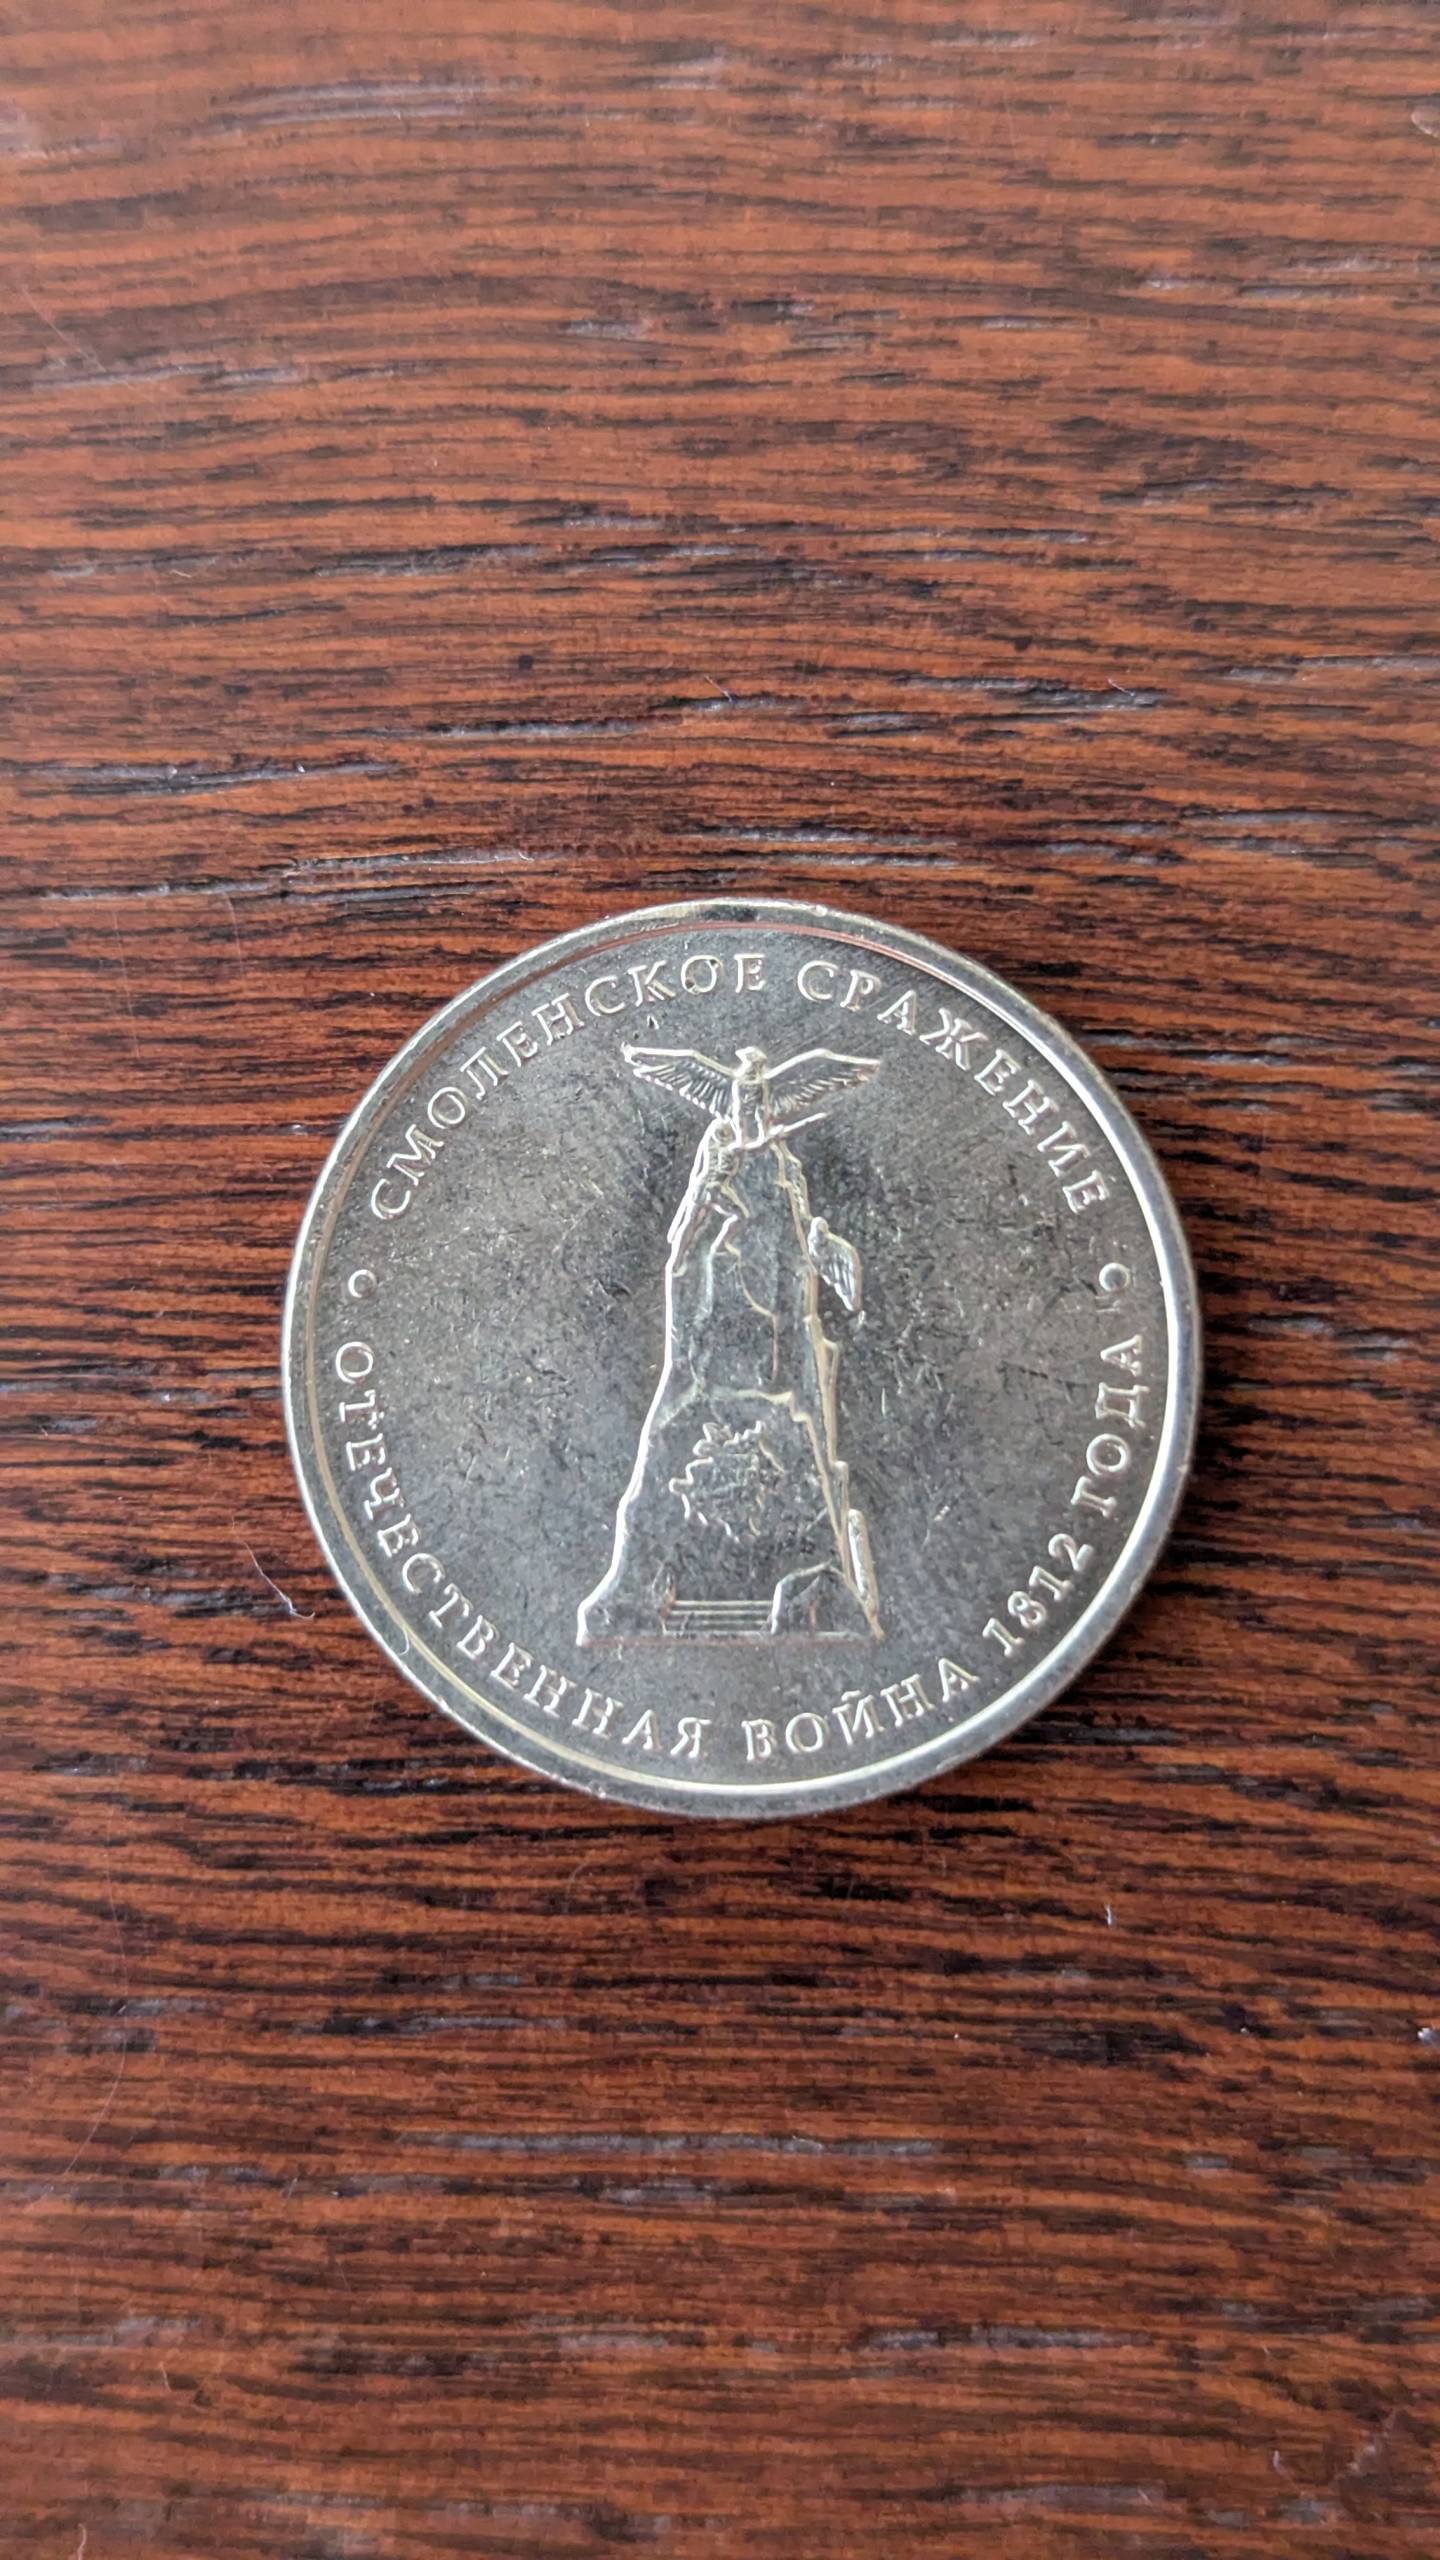 СМОЛЕНСКОЕ СРАЖЕНИЕ
ОТЕЧЕСТВЕННАЯ ВОЙНА 1812 ГОДА